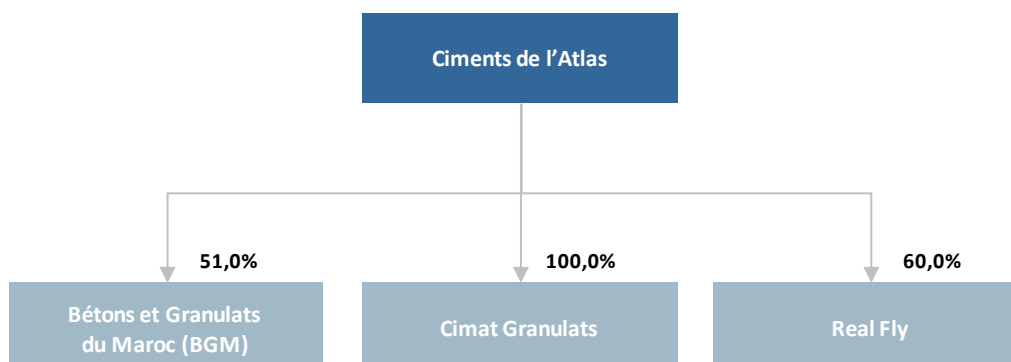 Ciments de l’Atlas
51,0%
100,0%
60,0%
Bétons et Granulats
du Maroc (BGM)
Cimat Granulats
Real Fly